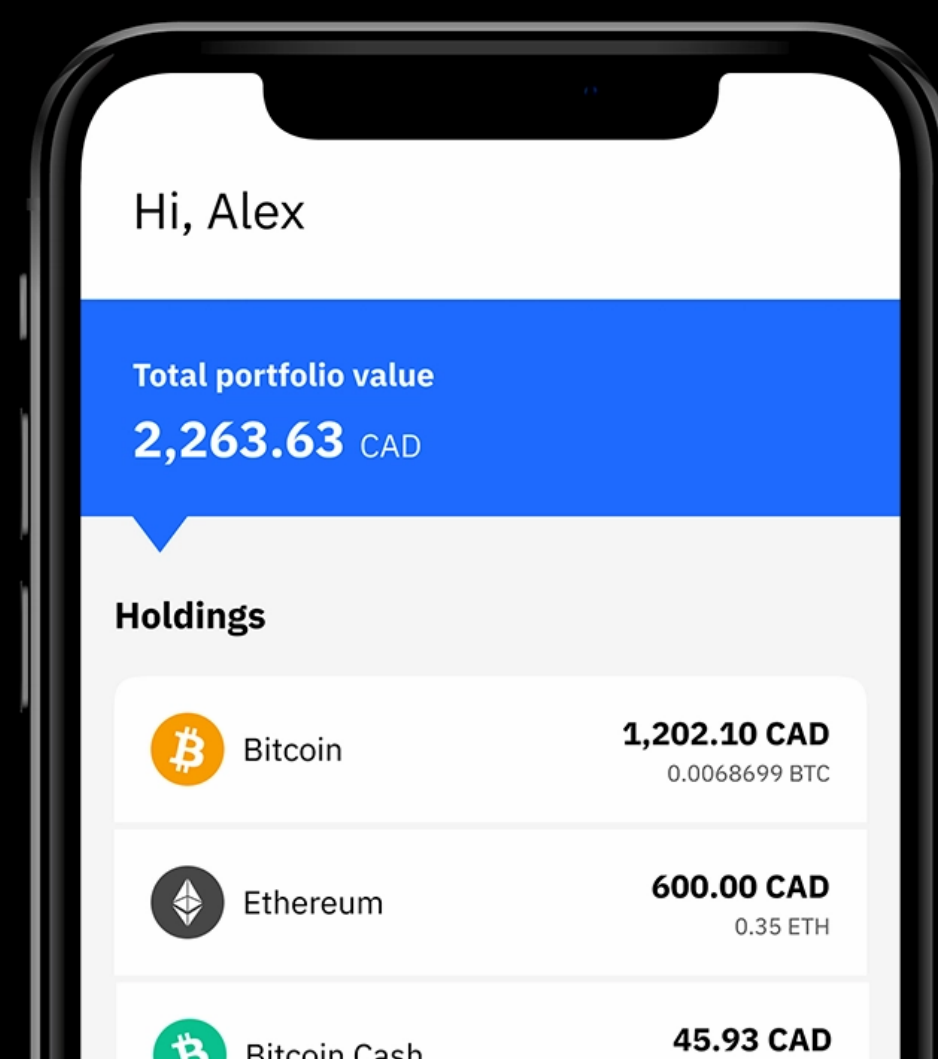 Hi, Alex
Total portfolio value
2,263.63 CAD
Holdings
Bitcoin
1,202.10 CAD
0.0068699 BTC
Ethereum
600.00 CAD
0.35 ETH
Bitcoin Cash
45.93 CAD